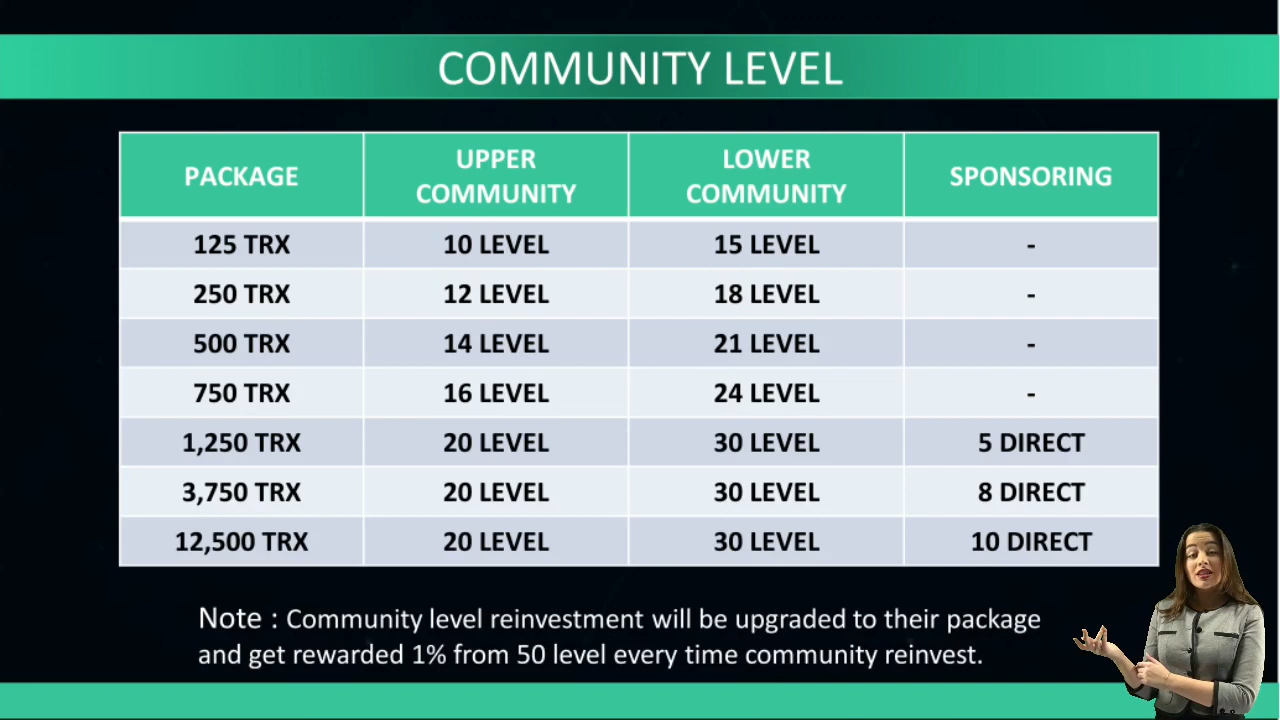 COMMUNITY LEVEL
PACKAGE UPPER COMMUNITY LOWER COMMUNITY SPONSORING
125 TRX 10 LEVEL 15 LEVEL -
250 TRX 12 LEVEL 18 LEVEL -
500 TRX 14 LEVEL 21 LEVEL -
750 TRX 16 LEVEL 24 LEVEL -
1,250 TRX 20 LEVEL 30 LEVEL 5 DIRECT
3,750 TRX 20 LEVEL 30 LEVEL 8 DIRECT
12,500 TRX 20 LEVEL 30 LEVEL 10 DIRECT
Note : Community level reinvestment will be upgraded to their package
and get rewarded 1% from 50 level every time community reinvest.